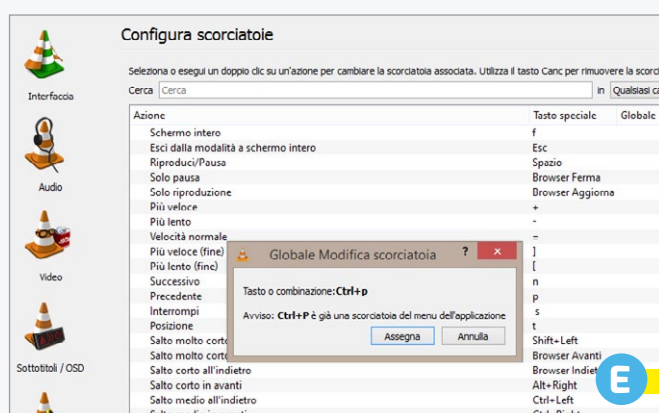 Configura scorciatoie
Seleziona o esegui un doppio clic su un'azione per cambiare la scorciatoia associata. Utilizza il tasto Canc per rimuovere la scorci
Cerca Cerca in Qualsiasi ca
Interfaccia
Azione Tasto speciale Globale
Schermo intero f
Esci dalla modalità a schermo intero Esc
Riproduci/Pausa Spazio
Solo pausa Browser Ferma
Solo riproduzione Browser Aggiorna
Audio
Più veloce +
Più lento -
Velocità normale =
Più veloce (fine) ]
Più lento (fine) [
Successivo n
Precedente p
Interrompi s
Posizione t
Video
Globale Modifica scorciatoia ? x
Tasto o combinazione:Ctrl+p
Avviso: Ctrl+P è già una scorciatoia del menu dell'applicazione
Assegna Annulla
Salto molto corto Shift+Left
Salto molto corto Browser Avanti
Salto corto all'indietro Browser Indiet
Salto corto in avanti Alt+Right
Salto medio all'indietro Ctrl+Left
Sottotitoli / OSD
E